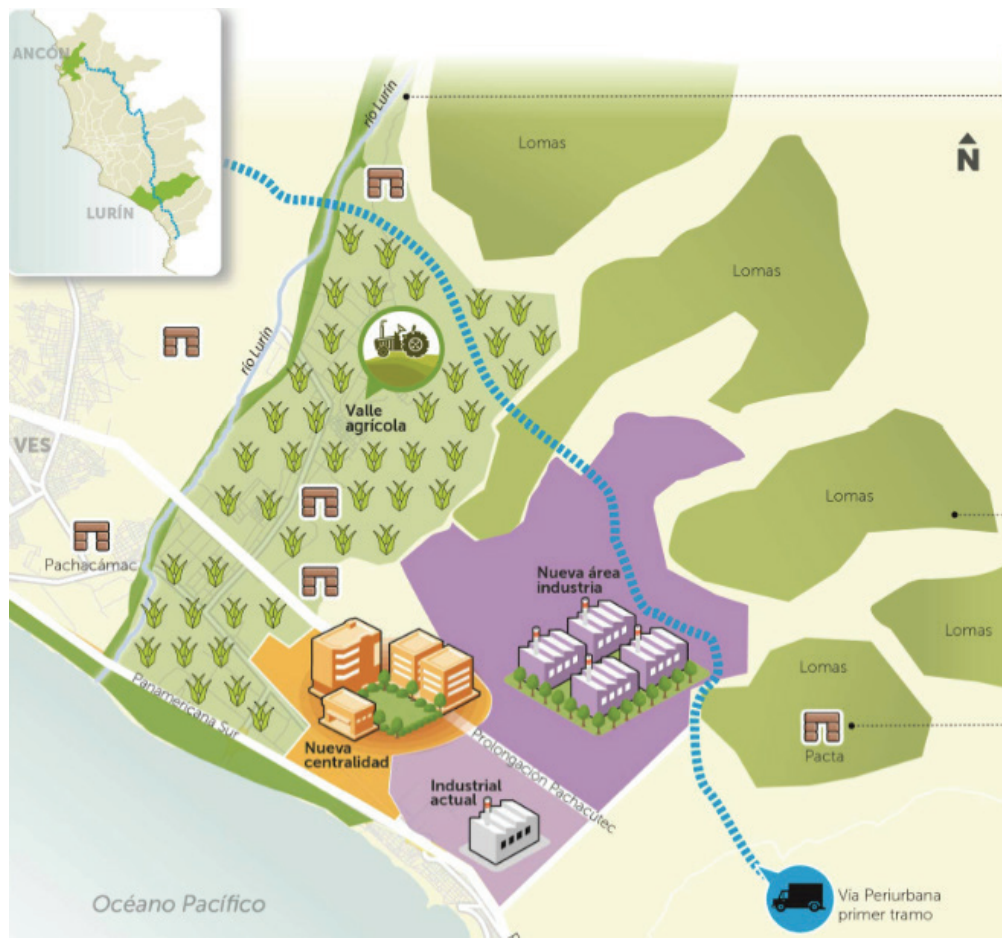 ANCÓN
LURÍN
río Lurín
Lomas
N
Lomas
río Lurín
Valle
agrícola
VES
Lomas
Pachacámac
Nueva área
industria
Lomas
Lomas
Panamericana Sur
Nueva
centralidad
Prolongación Pachacútec
Pacta
Industrial
actual
Océano Pacífico
Vía Periurbana
primer tramo